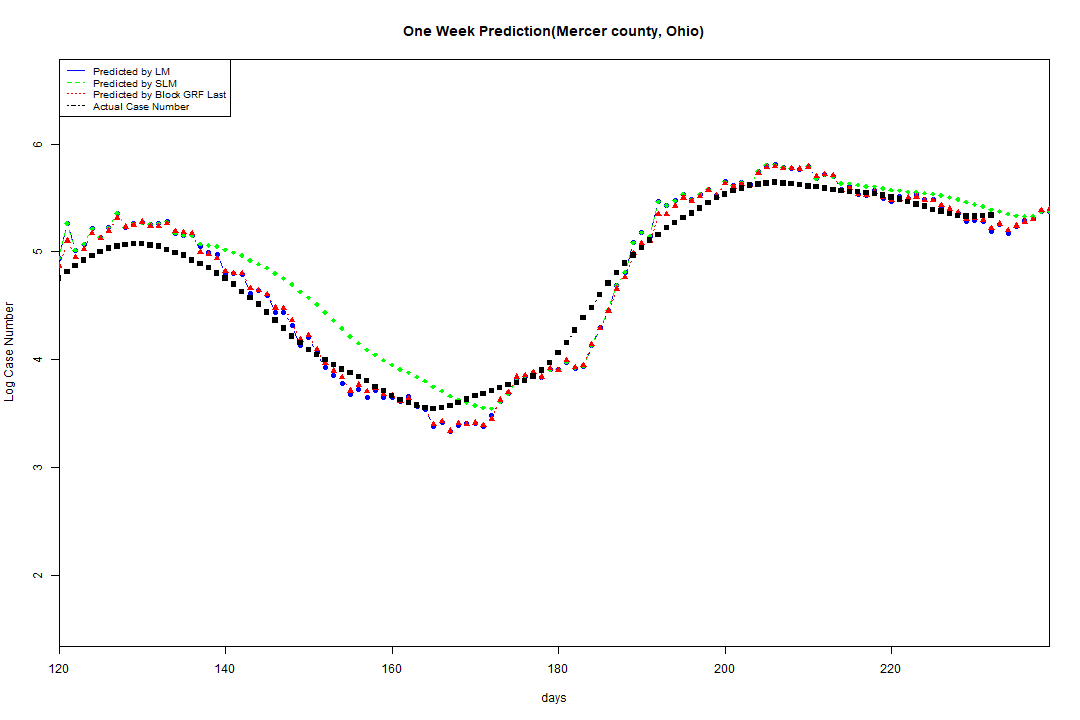 One Week Prediction(Mercer county, Ohio)
Predicted by LM
Predicted by SLM
Predicted by Block GRF Last
Actual Case Number
6
5
4
3
2
Log Case Number
120 140 160 180 200 220
days